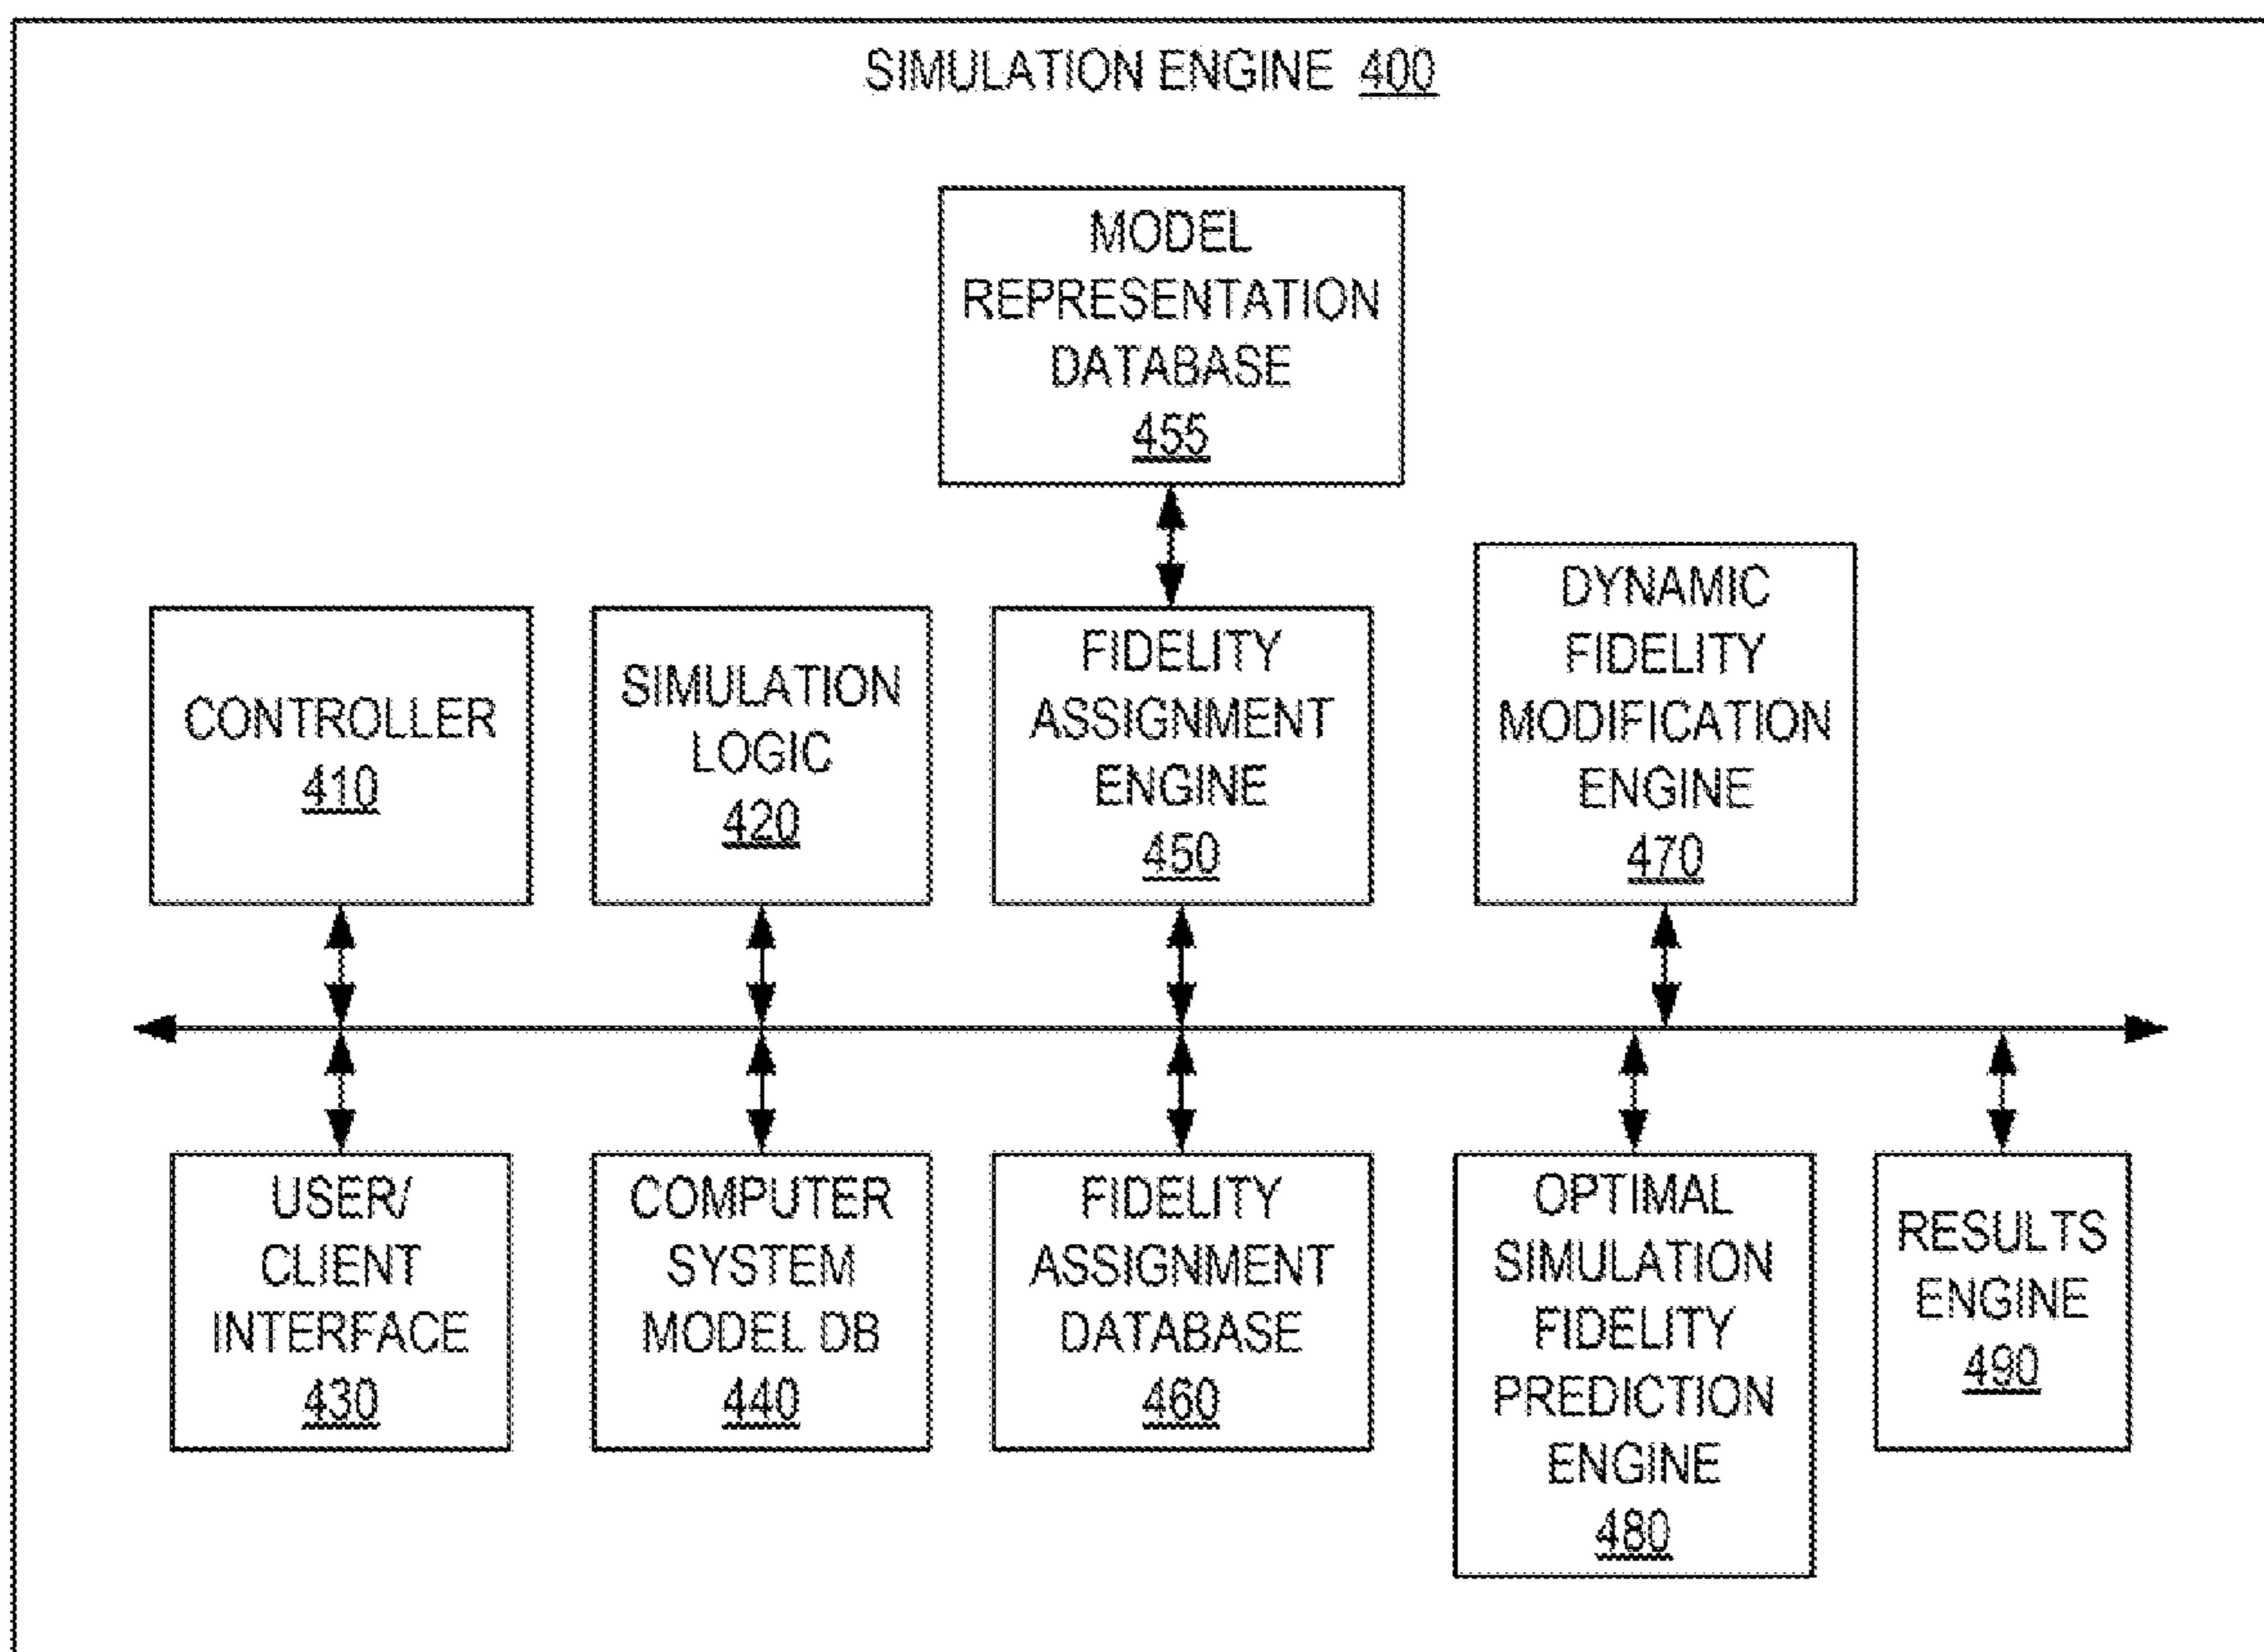 SIMULATION ENGINE 400
MODEL
REPRESENTATION
DATABASE
455
CONTROLLER
410
SIMULATION
LOGIC
420
FIDELITY
ASSIGNMENT
ENGINE
450
DYNAMIC
FIDELITY
MODIFICATION
ENGINE
470
USER/
CLIENT
INTERFACE
430
COMPUTER
SYSTEM
MODEL DB
440
FIDELITY
ASSIGNMENT
DATABASE
460
OPTIMAL
SIMULATION
FIDELITY
PREDICTION
ENGINE
480
RESULTS
ENGINE
490